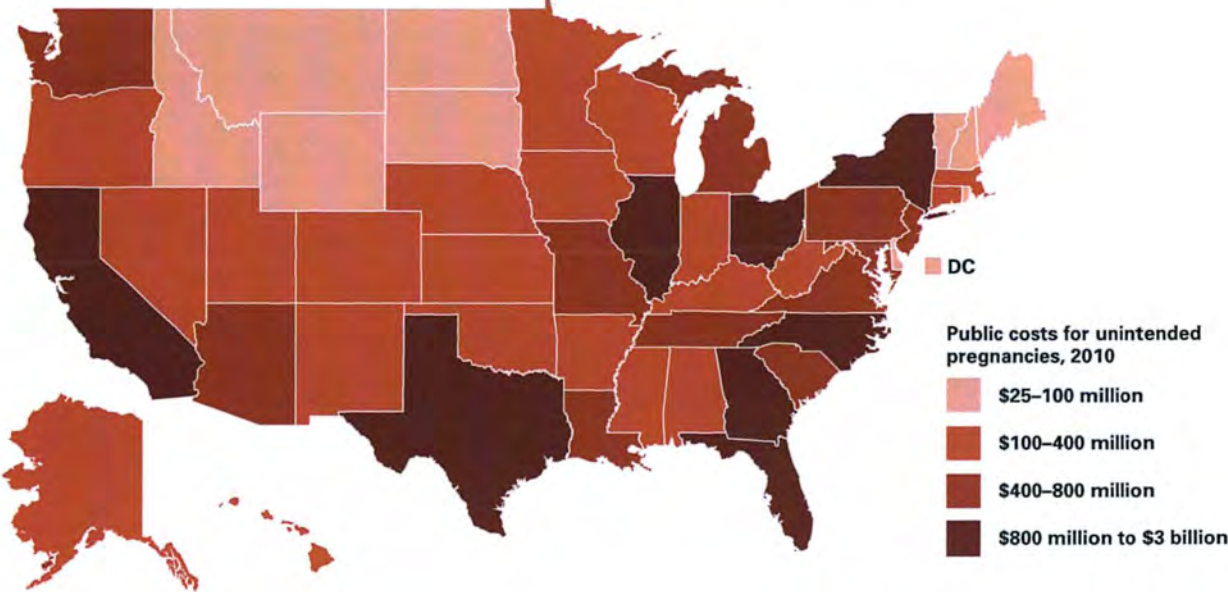 DC
Public costs for unintended
pregnancies, 2010
$25–100 million
$100–400 million
$400–800 million
$800 million to $3 billion